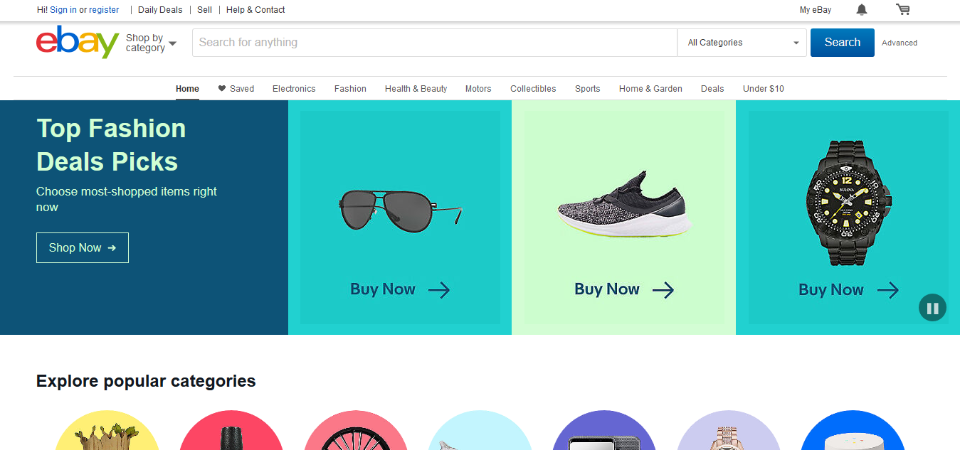 Hi! Sign in or register | Daily Deals | Sell | Help & Contact My eBay
ebay Shop by category Search for anything All Categories Search Advanced
Home Saved Electronics Fashion Health & Beauty Motors Collectibles Sports Home & Garden Deals Under $10
Top Fashion
Deals Picks
Choose most-shopped items right
now
Shop Now
Buy Now
Buy Now
Buy Now
Explore popular categories